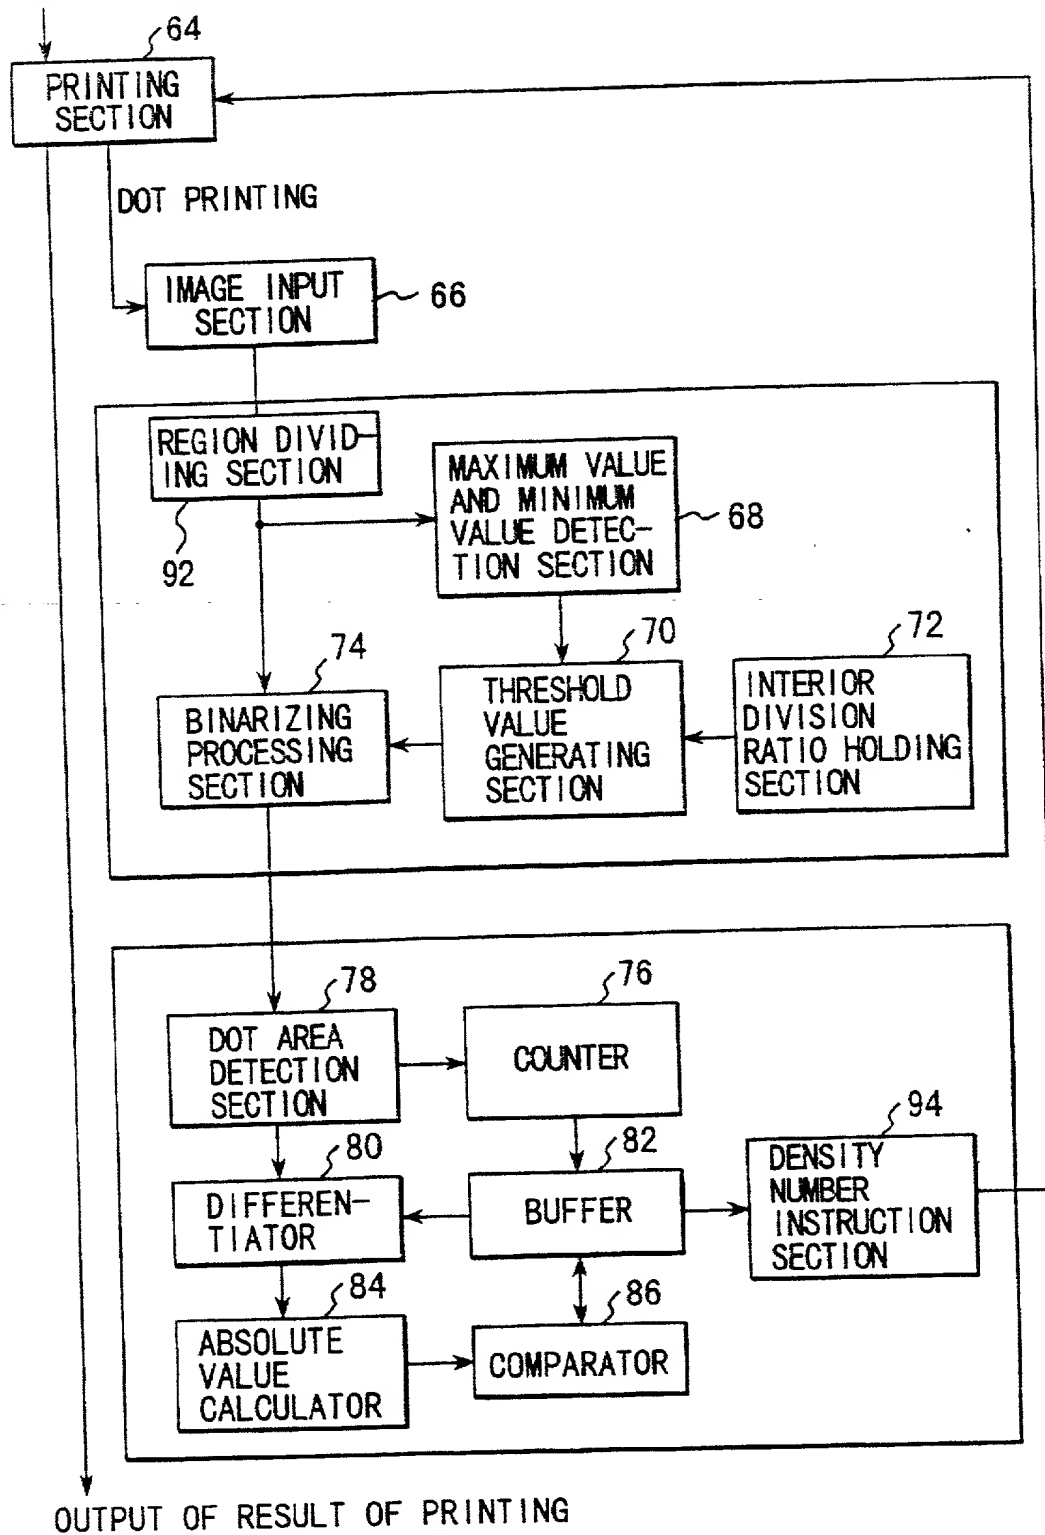 64
PRINTING
SECTION
DOT PRINTING
IMAGE INPUT
SECTION
66
REGION DIVID-
ING SECTION
92
MAXIMUM VALUE
AND MINIMUM
VALUE DETEC-
TION SECTION
68
74
BINARIZING
PROCESSING
SECTION
70
THRESHOLD
VALUE
GENERATING
SECTION
72
INTERIOR
DIVISION
RATIO HOLDING
SECTION
78
DOT AREA
DETECTION
SECTION
76
COUNTER
80
DIFFEREN-
TIATOR
82
BUFFER
94
DENSITY
NUMBER
INSTRUCTION
SECTION
84
ABSOLUTE
VALUE
CALCULATOR
86
COMPARATOR
OUTPUT OF RESULT OF PRINTING